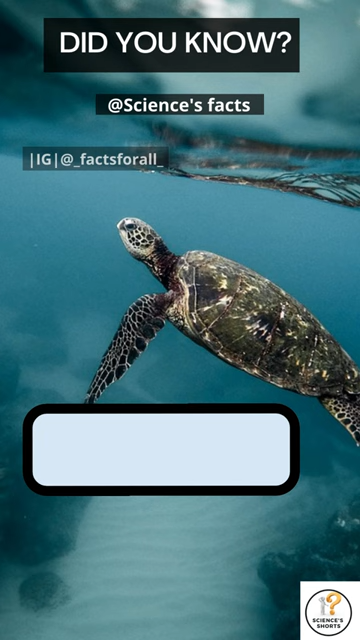 DID YOU KNOW?
@Science's facts
|IG|@_factsforall_
SCIENCE'S
SHORTS